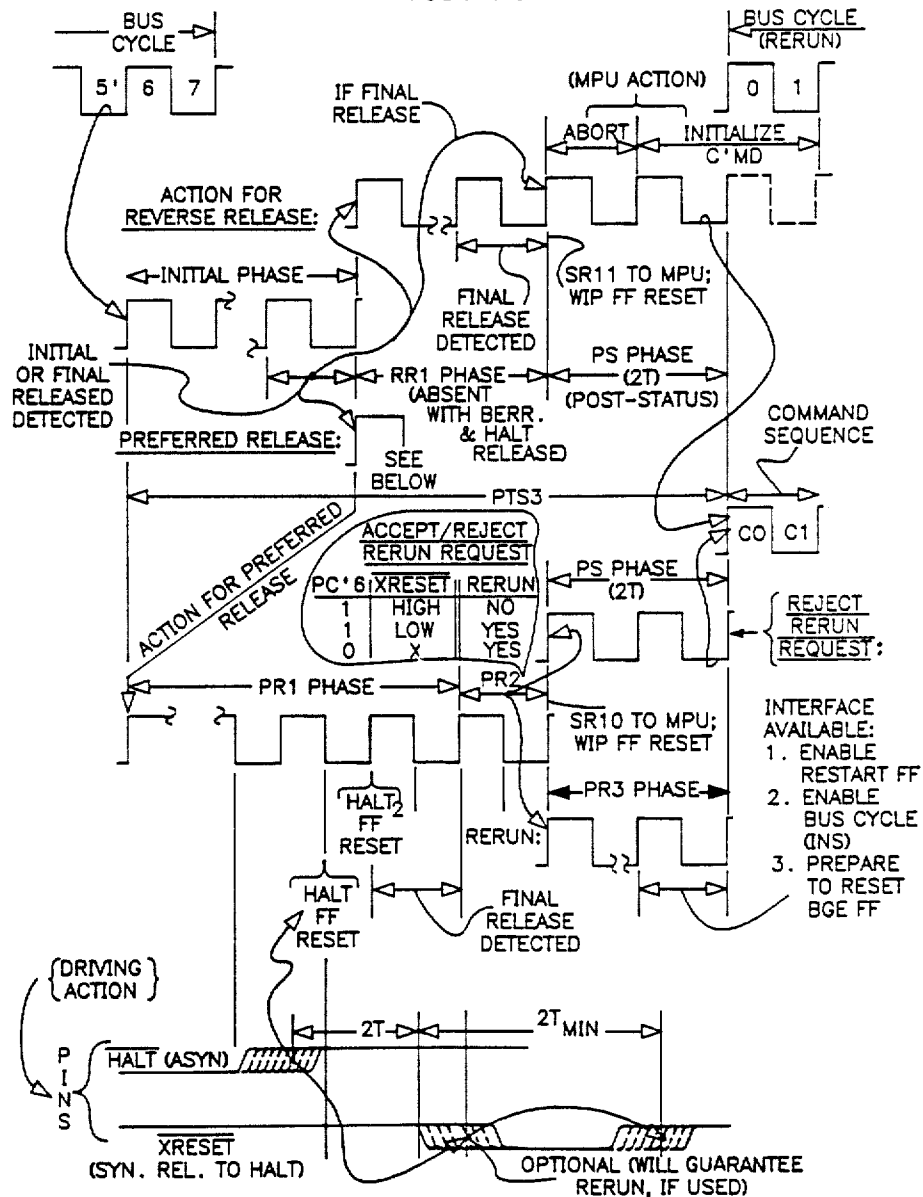 BUS
CYCLE
BUS CYCLE
(RERUN)
5' 6 7
0 1
IF FINAL
RELEASE
(MPU ACTION)
ABORT
INITIALIZE
C'MD
ACTION FOR
REVERSE RELEASE:
INITIAL PHASE
FINAL
RELEASE
DETECTED
SR11 TO MPU;
WIP FF RESET
INITIAL
OR FINAL
RELEASED
DETECTED
RR1 PHASE
(ABSENT
WITH BERR.
& HALT
RELEASED)
PS PHASE
(2T)
(POST-STATUS)
PREFERRED RELEASE:
SEE
BELOW
COMMAND
SEQUENCE
PTS3
C0 C1
ACTION FOR PREFERRED
RELEASE
ACCEPT/REJECT
RERUN REQUEST
PC'6 XRESET RERUN
1 HIGH NO
1 LOW YES
0 X YES
PS PHASE
(2T)
REJECT
RERUN
REQUEST:
PR1 PHASE
PR2
SR10 TO MPU;
WIP FF RESET
INTERFACE
AVAILABLE:
1. ENABLE
RESTART FF
2. ENABLE
BUS CYCLE
(INS)
3. PREPARE
TO RESET
BGE FF
HALT2
FF
RESET
PR3 PHASE
RERUN:
HALT
FF
RESET
FINAL
RELEASE
DETECTED
DRIVING
ACTION
2T
2T MIN
PINS
HALT (ASYN)
XRESET
(SYN. REL. TO HALT)
OPTIONAL (WILL GUARANTEE
RERUN, IF USED)